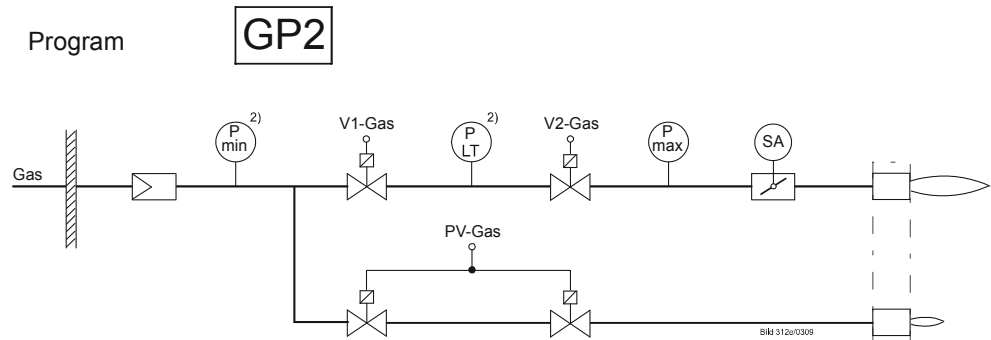 Program GP2
P min 2)
V1-Gas
P LT 2)
V2-Gas
P max
SA
Gas
PV-Gas
Bild 312e/0309